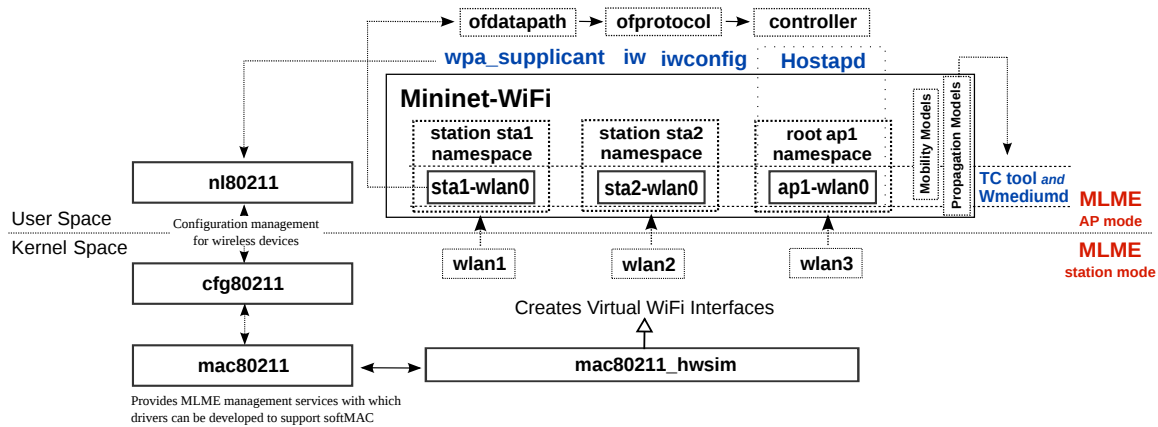 ofdatapath
ofprotocol
controller
wpa_supplicant iw iwconfig Hostapd
Mininet-WiFi
station sta1
namespace
sta1-wlan0
station sta2
namespace
sta2-wlan0
root ap1
namespace
ap1-wlan0
Mobility Models
Propagation Models
TC tool and
Wmediumd
MLME
AP mode
nl80211
User Space
Configuration management
for wireless devices
Kernel Space
MLME
station mode
cfg80211
wlan1
wlan2
wlan3
Creates Virtual WiFi Interfaces
mac80211
mac80211_hwsim
Provides MLME management services with which
drivers can be developed to support softMAC